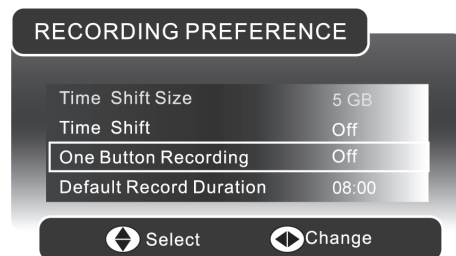 RECORDING PREFERENCE
Time Shift Size 5 GB
Time Shift Off
One Button Recording Off
Default Record Duration 08:00
Select Change